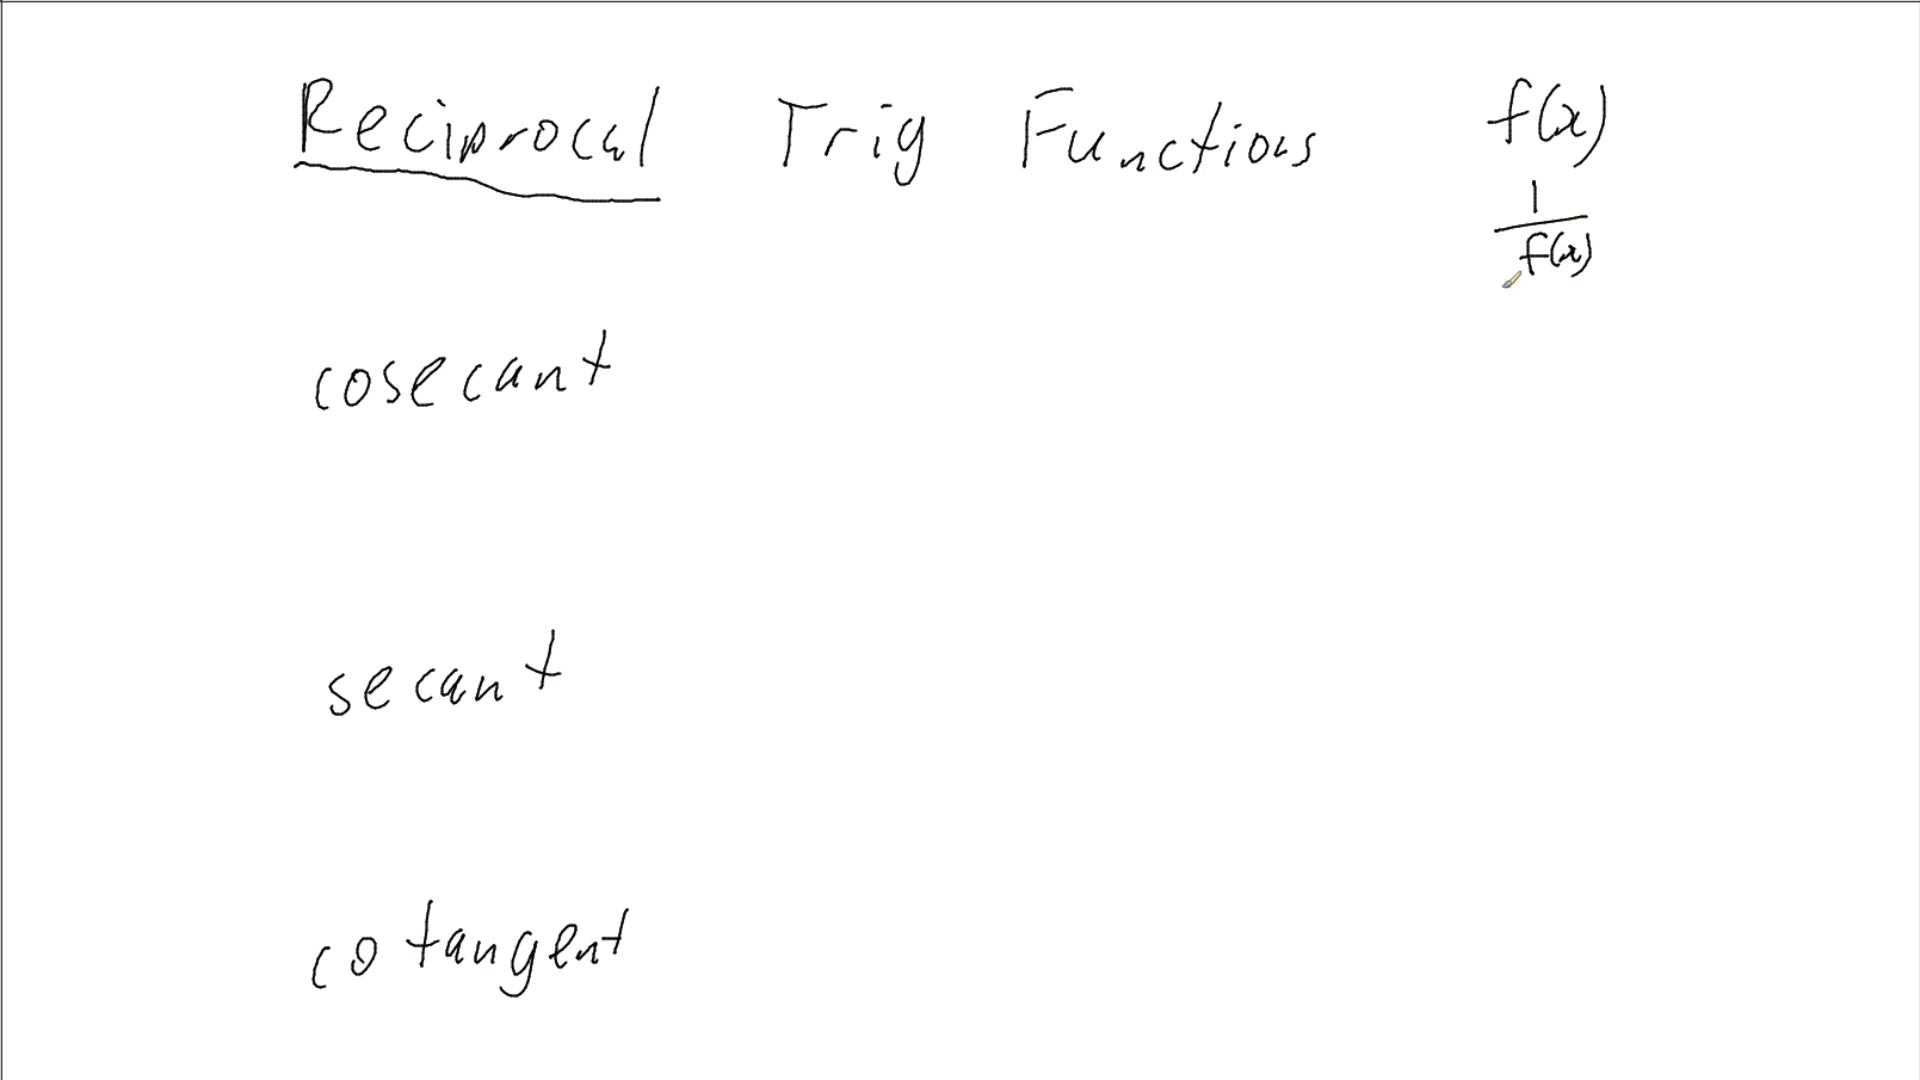 Reciprocal Trig Functions f(x)
1
f(x)
cosecant
secant
cotangent